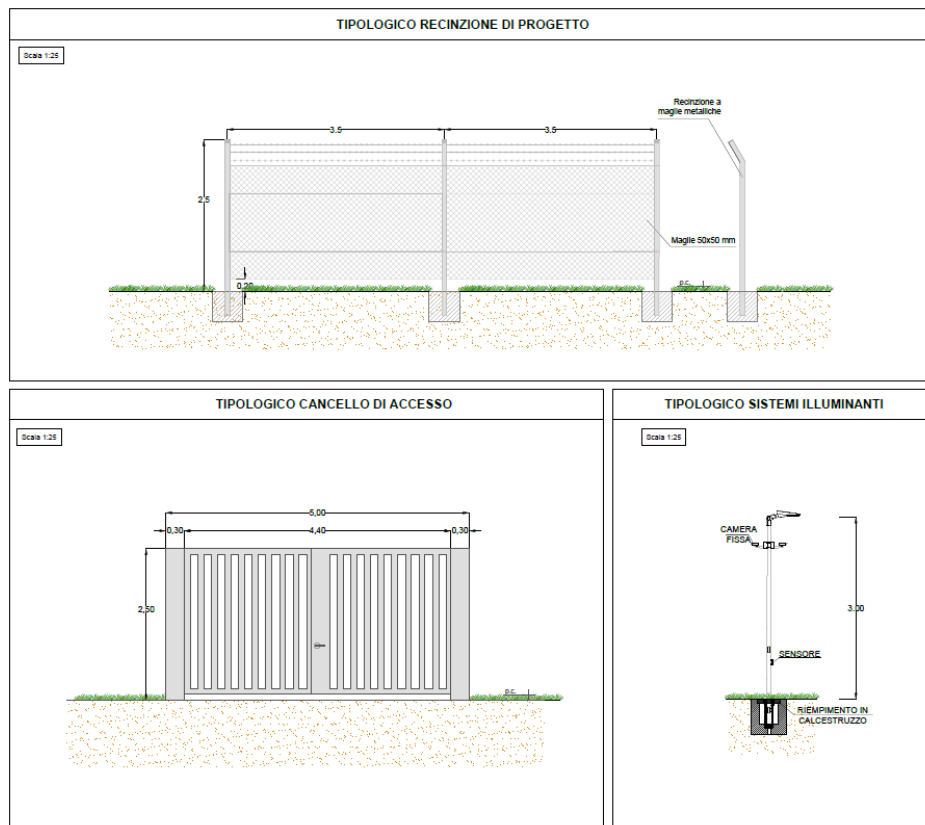 TIPOLOGICO RECINZIONE DI PROGETTO
Scala 1:25
Recinzione a
maglie metalliche
3.5
3.5
2.5
Maglie 50x50 mm
0,20
p.c.
TIPOLOGICO CANCELLO DI ACCESSO
Scala 1:25
5,00
0,30
4,40
0,30
2,50
p.c.
TIPOLOGICO SISTEMI ILLUMINANTI
Scala 1:25
CAMERA
FISSA
3.00
SENSORE
RIEMPIMENTO IN
CALCESTRUZZO